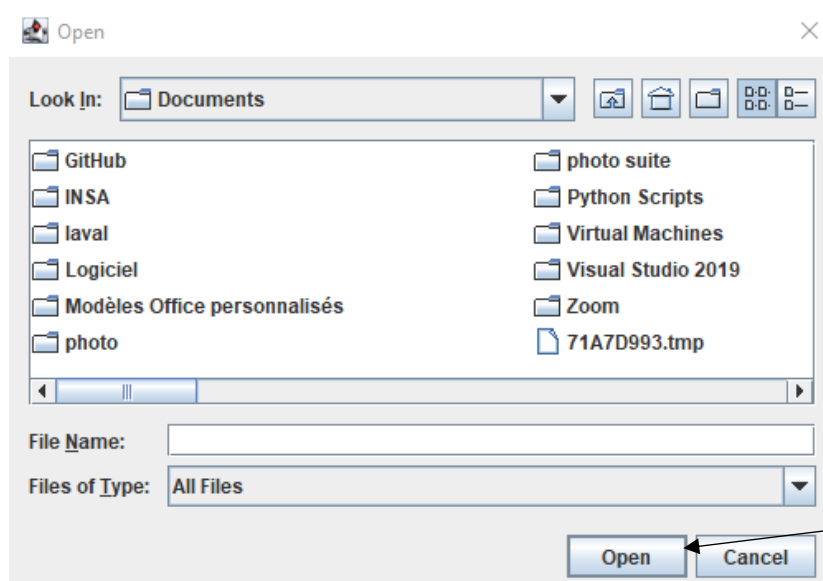 Open
Look In: Documents
GitHub
photo suite
INSA
Python Scripts
laval
Virtual Machines
Logiciel
Visual Studio 2019
Modèles Office personnalisés
Zoom
photo
71A7D993.tmp
File Name:
Files of Type: All Files
Open Cancel